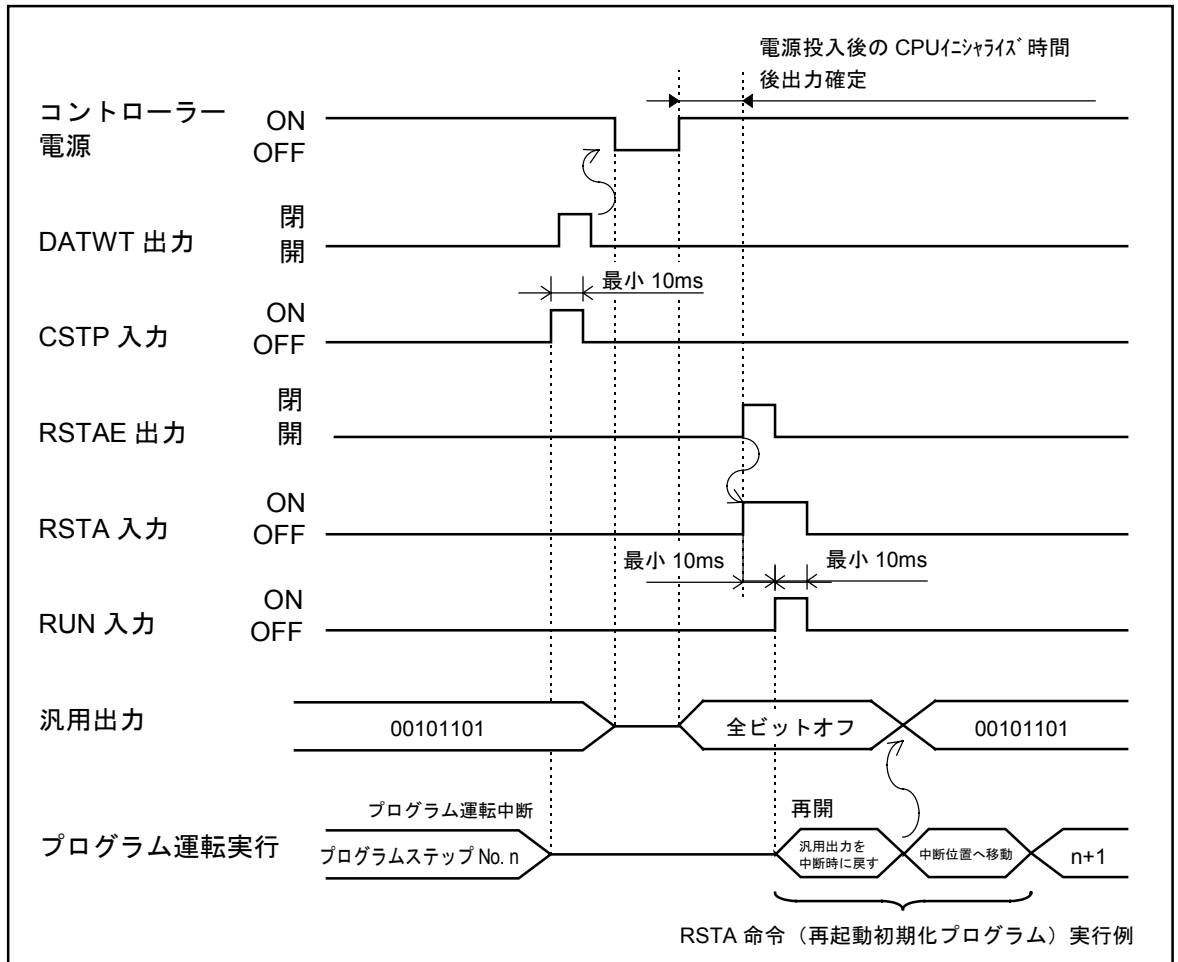 電源投入後の CPUｲﾆｼｬﾗｲｽﾞ時間
後出力確定
コントローラー
電源
ON
OFF
DATWT 出力
閉
開
最小 10ms
CSTP 入力
ON
OFF
RSTAE 出力
閉
開
RSTA 入力
ON
OFF
最小 10ms
最小 10ms
RUN 入力
ON
OFF
汎用出力
00101101
全ビットオフ
00101101
プログラム運転中断
再開
プログラム運転実行
プログラムステップ No. n
汎用出力を
中断時に戻す
中断位置へ移動
n+1
RSTA 命令（再起動初期化プログラム）実行例